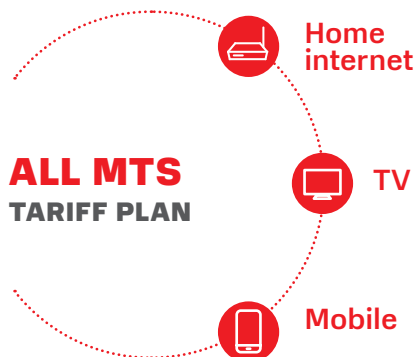 Home
internet
ALL MTS
TARIFF PLAN
TV
Mobile